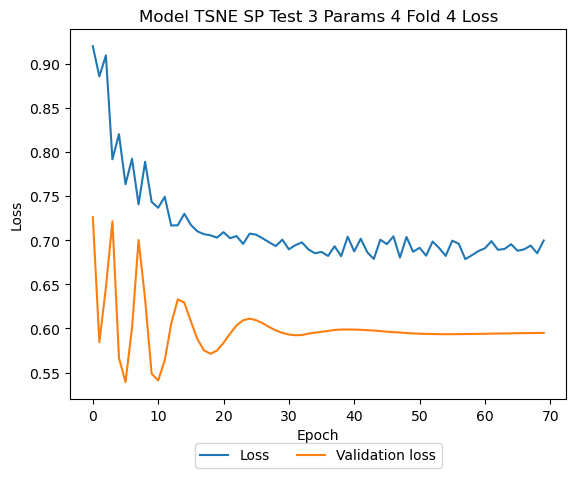 Model TSNE SP Test 3 Params 4 Fold 4 Loss
Loss
0.90
0.85
0.80
0.75
0.70
0.65
0.60
0.55
0 10 20 30 40 50 60 70
Epoch
Loss Validation loss